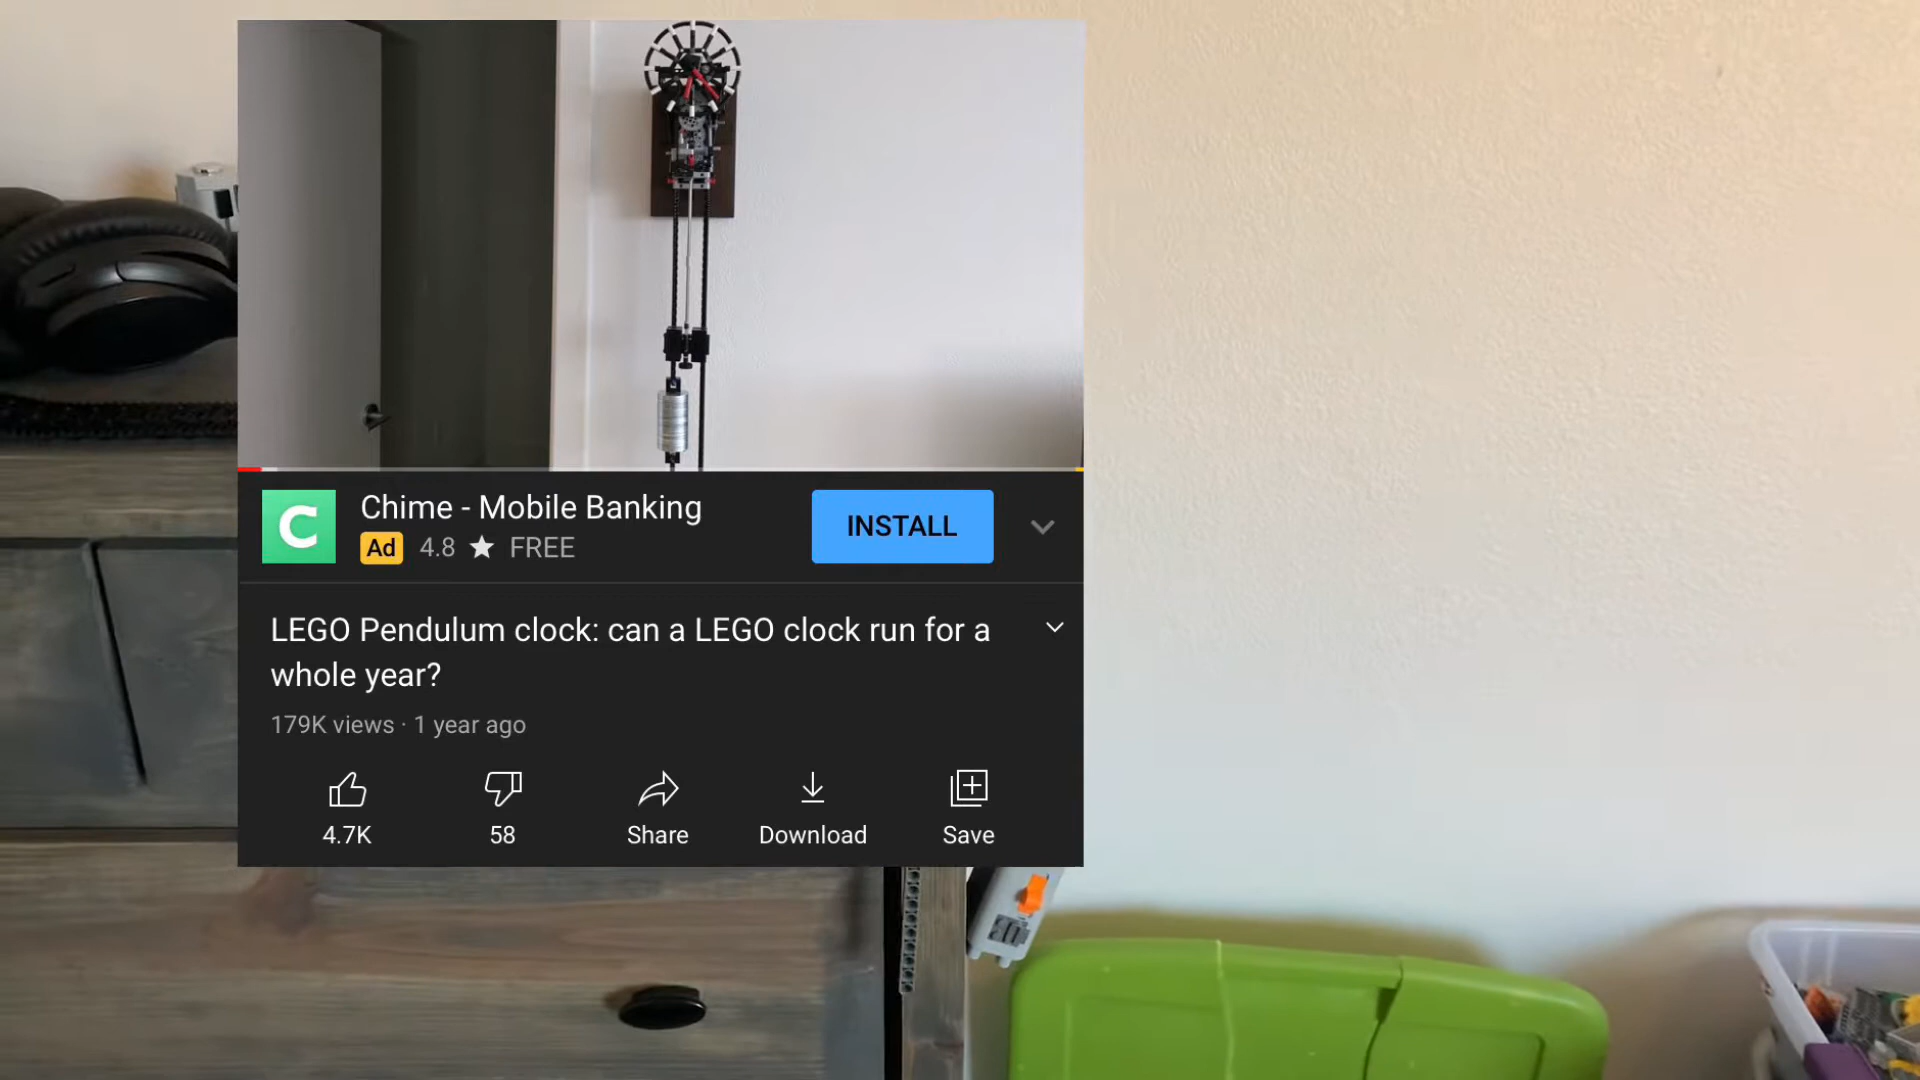 C
Chime - Mobile Banking
Ad 4.8 ★ FREE
INSTALL
LEGO Pendulum clock: can a LEGO clock run for a
whole year?
179K views · 1 year ago
4.7K
58
Share
Download
Save